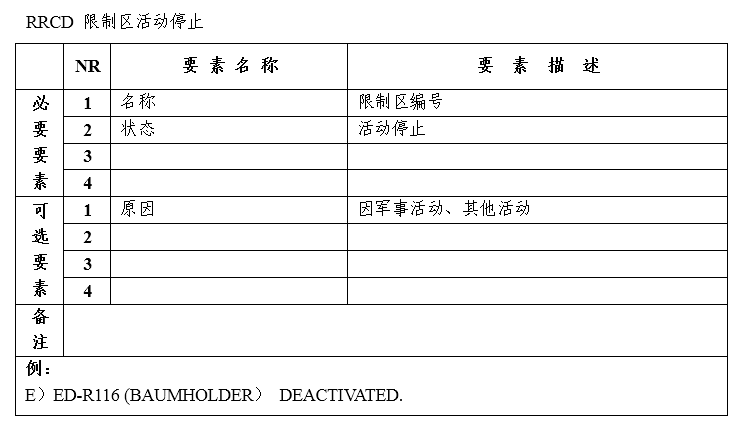 RRCD 限制区活动停止
NR 要 素 名 称 要 素 描 述
必要要素 1 名称 限制区编号
2 状态 活动停止
3
4
可选要素 1 原因 因军事活动、其他活动
2
3
4
备注
例：
E）ED-R116 (BAUMHOLDER） DEACTIVATED.